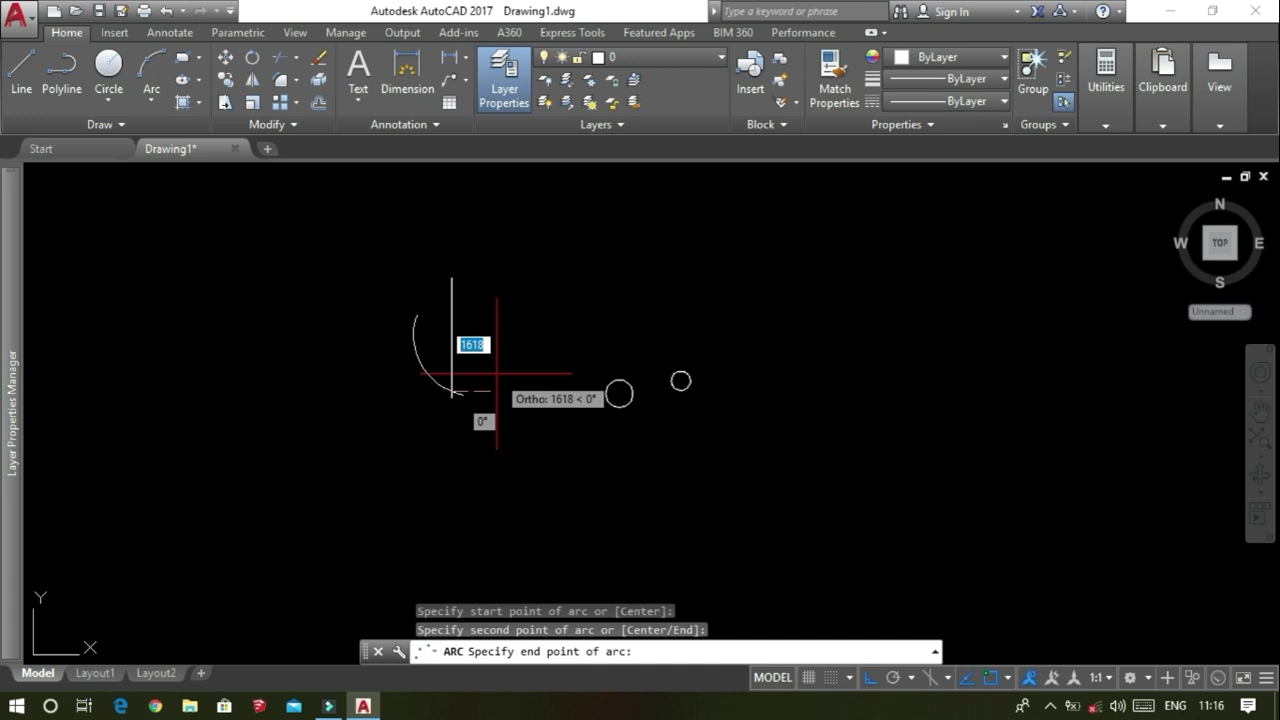 Autodesk AutoCAD 2017 Drawing1.dwg
Type a keyword or phrase
Sign In
Home Insert Annotate Parametric View Manage Output Add-ins A360 Express Tools Featured Apps BIM 360 Performance
0
ByLayer
ByLayer
ByLayer
Line Polyline Circle Arc Text Dimension Layer Properties Insert Match Properties Group Utilities Clipboard View
Draw Modify Annotation Layers Block Properties Groups
Start Drawing1*
N
W TOP E
S
Unnamed
1618
Ortho: 1618 < 0°
0°
Layer Properties Manager
Y
X
Specify start point of arc or [Center]:
Specify second point of arc or [Center/End]:
ARC Specify end point of arc:
Model Layout1 Layout2
MODEL 1:1
ENG 11:16